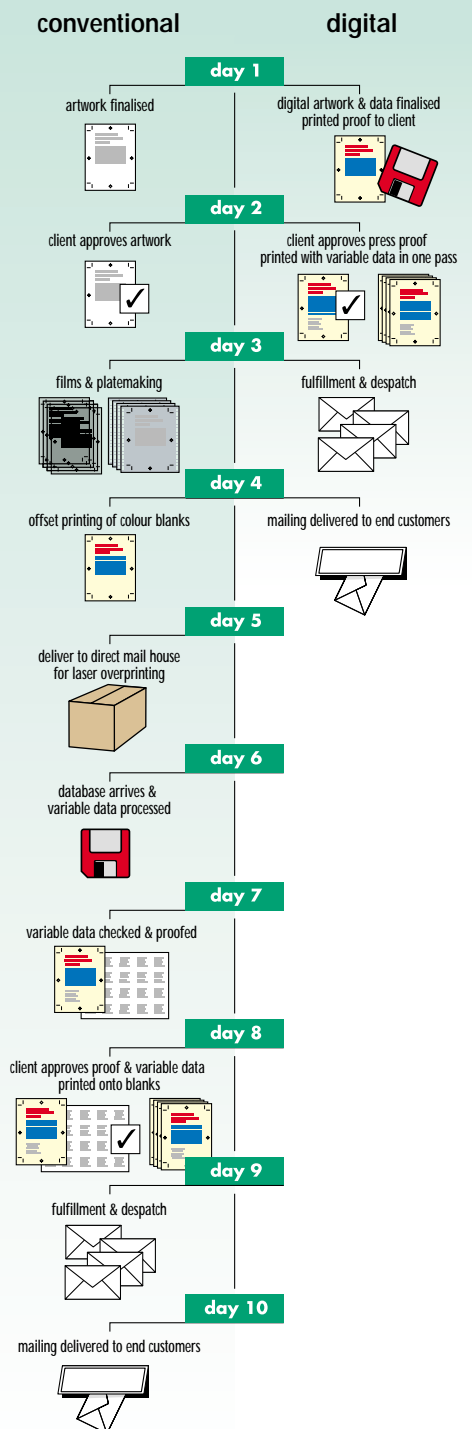 conventional
digital
day 1
artwork finalised
digital artwork & data finalised
printed proof to client
day 2
client approves artwork
client approves press proof
printed with variable data in one pass
day 3
films & platemaking
fulfillment & despatch
day 4
offset printing of colour blanks
mailing delivered to end customers
day 5
deliver to direct mail house
for laser overprinting
day 6
database arrives &
variable data processed
day 7
variable data checked & proofed
day 8
client approves proof & variable data
printed onto blanks
day 9
fulfillment & despatch
day 10
mailing delivered to end customers